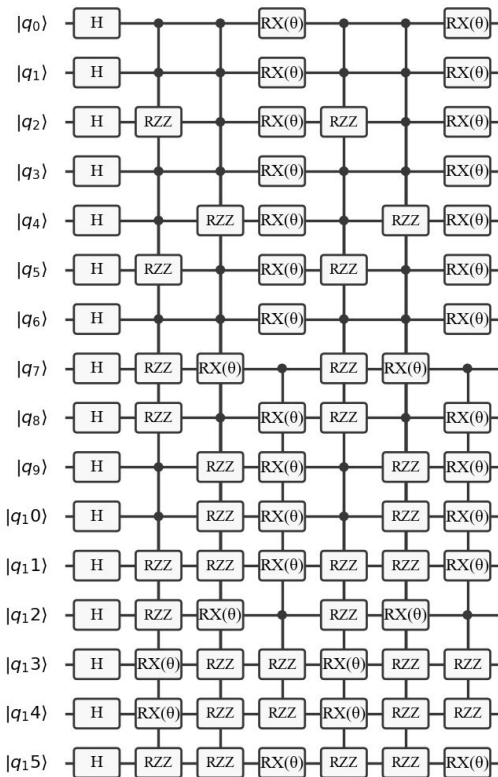 |q₀⟩ H RX(θ) RX(θ)
|q₁⟩ H RX(θ) RX(θ)
|q₂⟩ H RZZ RX(θ) RZZ RX(θ)
|q₃⟩ H RX(θ) RX(θ)
|q₄⟩ H RZZ RX(θ) RZZ RX(θ)
|q₅⟩ H RZZ RX(θ) RZZ RX(θ)
|q₆⟩ H RX(θ) RX(θ)
|q₇⟩ H RZZ RX(θ) RZZ RX(θ)
|q₈⟩ H RZZ RX(θ) RZZ RX(θ)
|q₉⟩ H RZZ RX(θ) RZZ RX(θ)
|q₁0⟩ H RZZ RX(θ) RZZ RX(θ)
|q₁1⟩ H RZZ RZZ RX(θ) RZZ RZZ RX(θ)
|q₁2⟩ H RZZ RX(θ) RZZ RX(θ)
|q₁3⟩ H RX(θ) RZZ RZZ RX(θ) RZZ RZZ
|q₁4⟩ H RX(θ) RZZ RZZ RX(θ) RZZ RZZ
|q₁5⟩ H RZZ RZZ RX(θ) RZZ RZZ RX(θ)